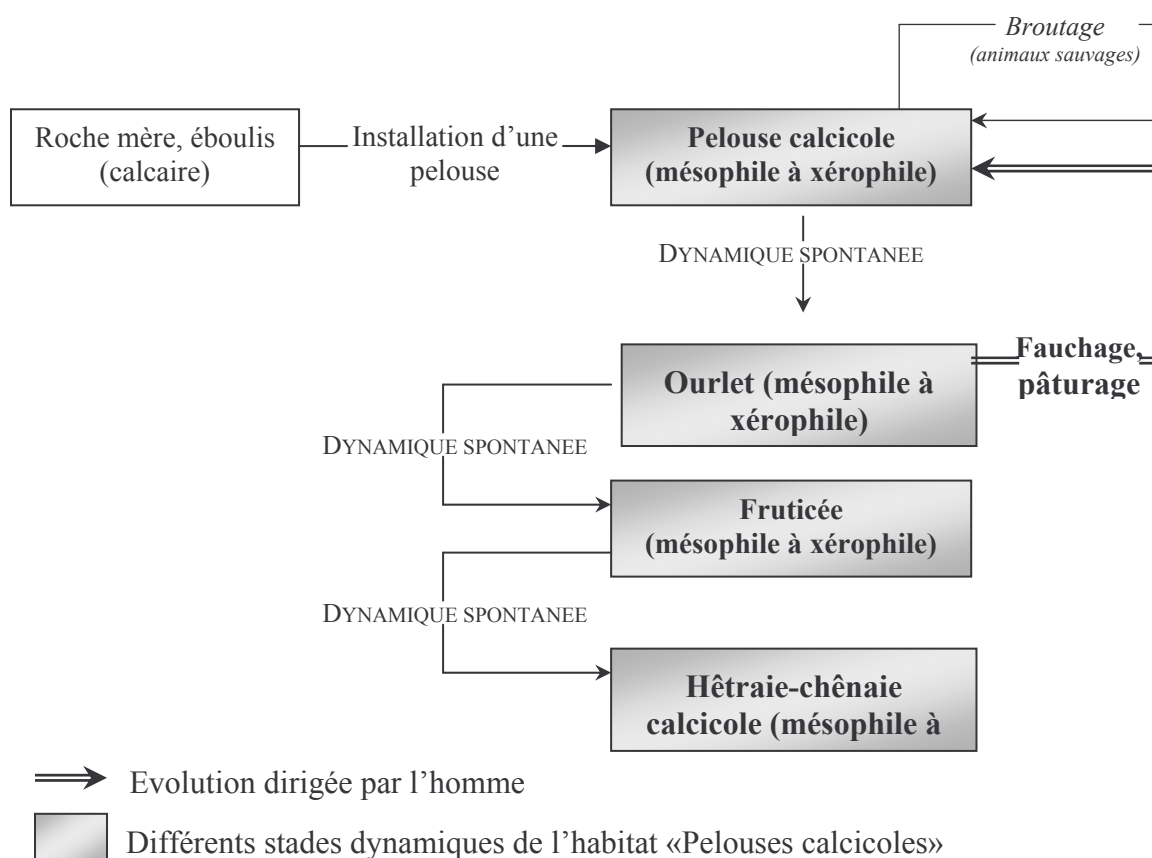 Broutage
(animaux sauvages)
Roche mère, éboulis
(calcaire)
Installation d’une
pelouse
Pelouse calcicole
(mésophile à xérophile)
DYNAMIQUE SPONTANEE
Ourlet (mésophile à
xérophile)
Fauchage,
pâturage
DYNAMIQUE SPONTANEE
Fruticée
(mésophile à xérophile)
DYNAMIQUE SPONTANEE
Hêtraie-chênaie
calcicole (mésophile à
Evolution dirigée par l’homme
Différents stades dynamiques de l’habitat «Pelouses calcicoles»